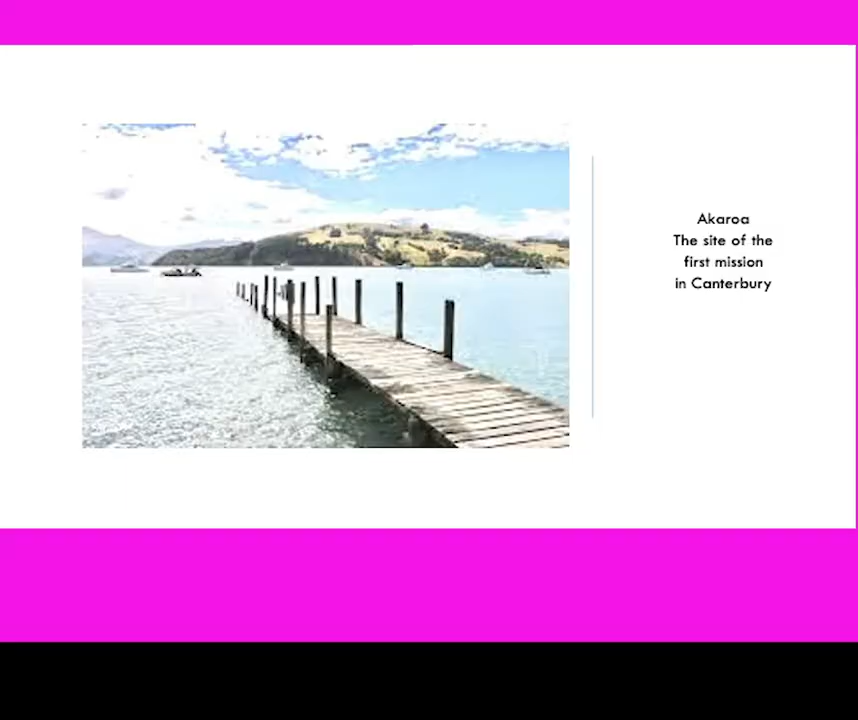 Akaroa
The site of the
first mission
in Canterbury